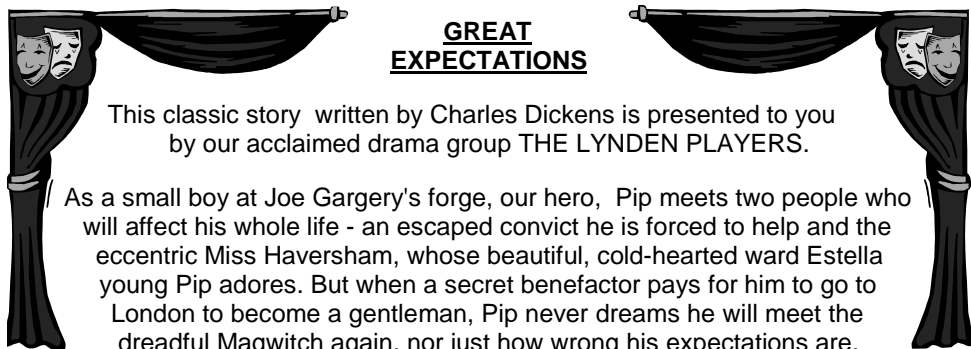 GREAT
EXPECTATIONS
This classic story written by Charles Dickens is presented to you
by our acclaimed drama group THE LYNDEN PLAYERS.
As a small boy at Joe Gargery's forge, our hero, Pip meets two people who
will affect his whole life - an escaped convict he is forced to help and the
eccentric Miss Haversham, whose beautiful, cold-hearted ward Estella
young Pip adores. But when a secret benefactor pays for him to go to
London to become a gentleman, Pip never dreams he will meet the
dreadful Magwitch again, nor just how wrong his expectations are.